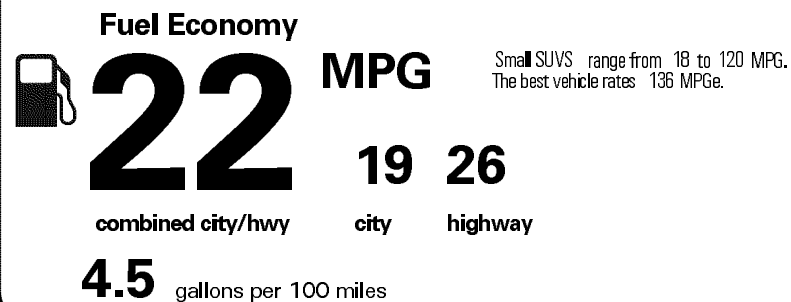 Fuel Economy
22 MPG
Small SUVS range from 18 to 120 MPG.
The best vehicle rates 136 MPGe.
19 26
combined city/hwy city highway
4.5 gallons per 100 miles